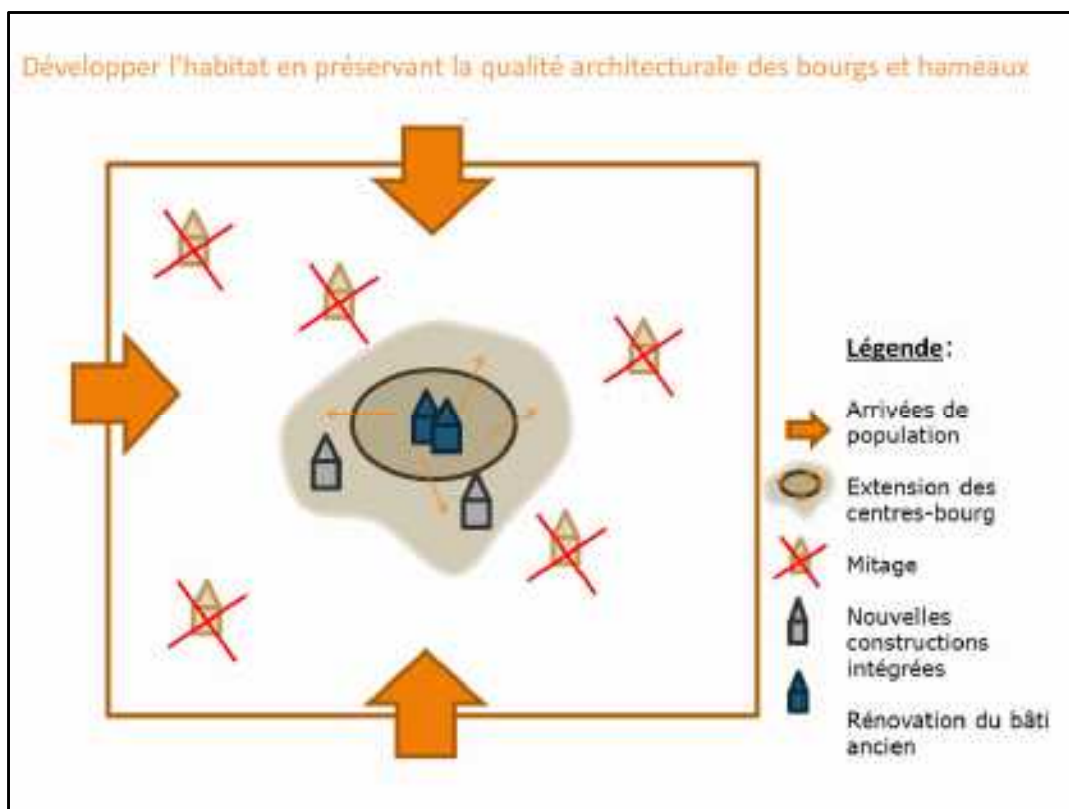 Développer l'habitat en préservant la qualité architecturale des bourgs et hameaux
Légende :
Arrivées de
population
Extension des
centres-bourg
Mitage
Nouvelles
constructions
intégrées
Rénovation du bâti
ancien